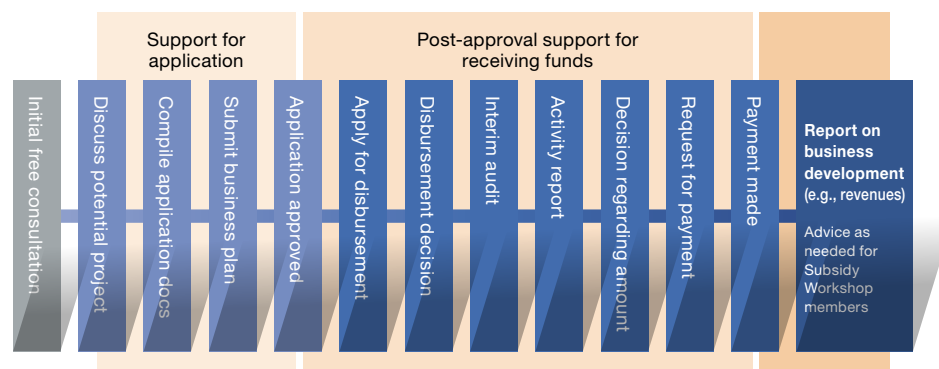 Support for
application
Post-approval support for
receiving funds
Initial free consultation
Discuss potential project
Compile application docs
Submit business plan
Application approved
Apply for disbursement
Disbursement decision
Interim audit
Activity report
Decision regarding amount
Request for payment
Payment made
Report on
business
development
(e.g., revenues)
Advice as
needed for
Subsidy
Workshop
members